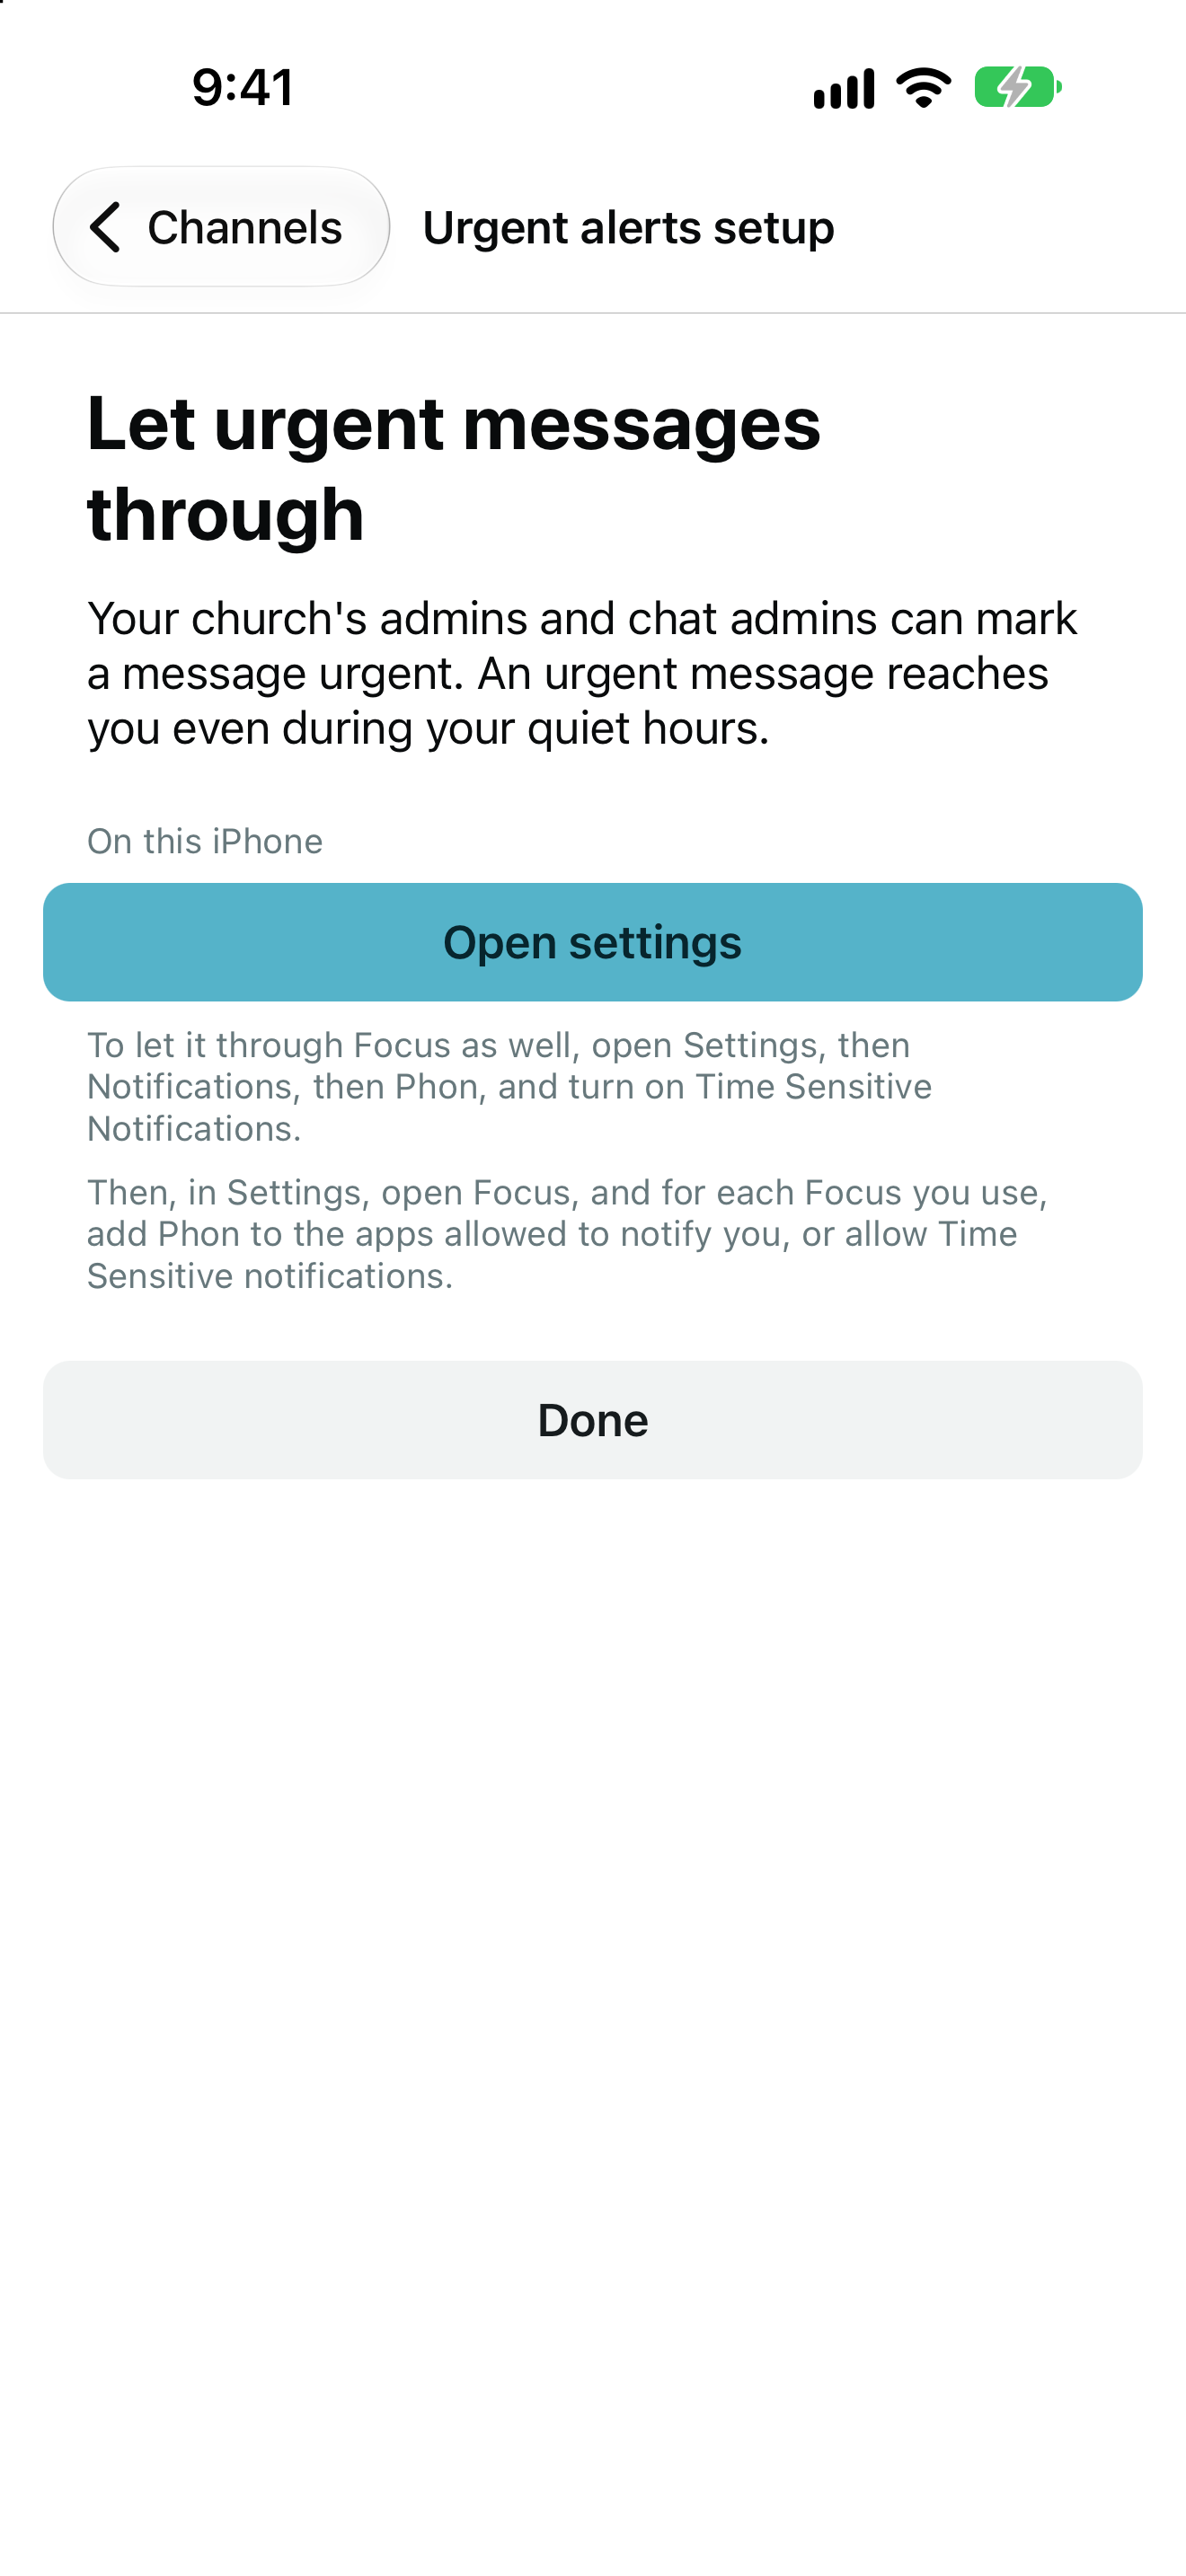 9:41
Channels
Urgent alerts setup
Let urgent messages
through
Your church's admins and chat admins can mark
a message urgent. An urgent message reaches
you even during your quiet hours.
On this iPhone
Open settings
To let it through Focus as well, open Settings, then
Notifications, then Phon, and turn on Time Sensitive
Notifications.
Then, in Settings, open Focus, and for each Focus you use,
add Phon to the apps allowed to notify you, or allow Time
Sensitive notifications.
Done